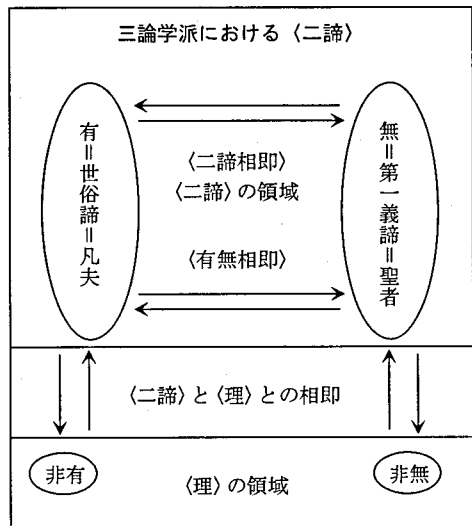 三論学派における〈二諦〉
有＝世俗諦＝凡夫
〈二諦相即〉
〈二諦〉の領域
〈有無相即〉
無＝第一義諦＝聖者
〈二諦〉と〈理〉との相即
非有
〈理〉の領域
非無